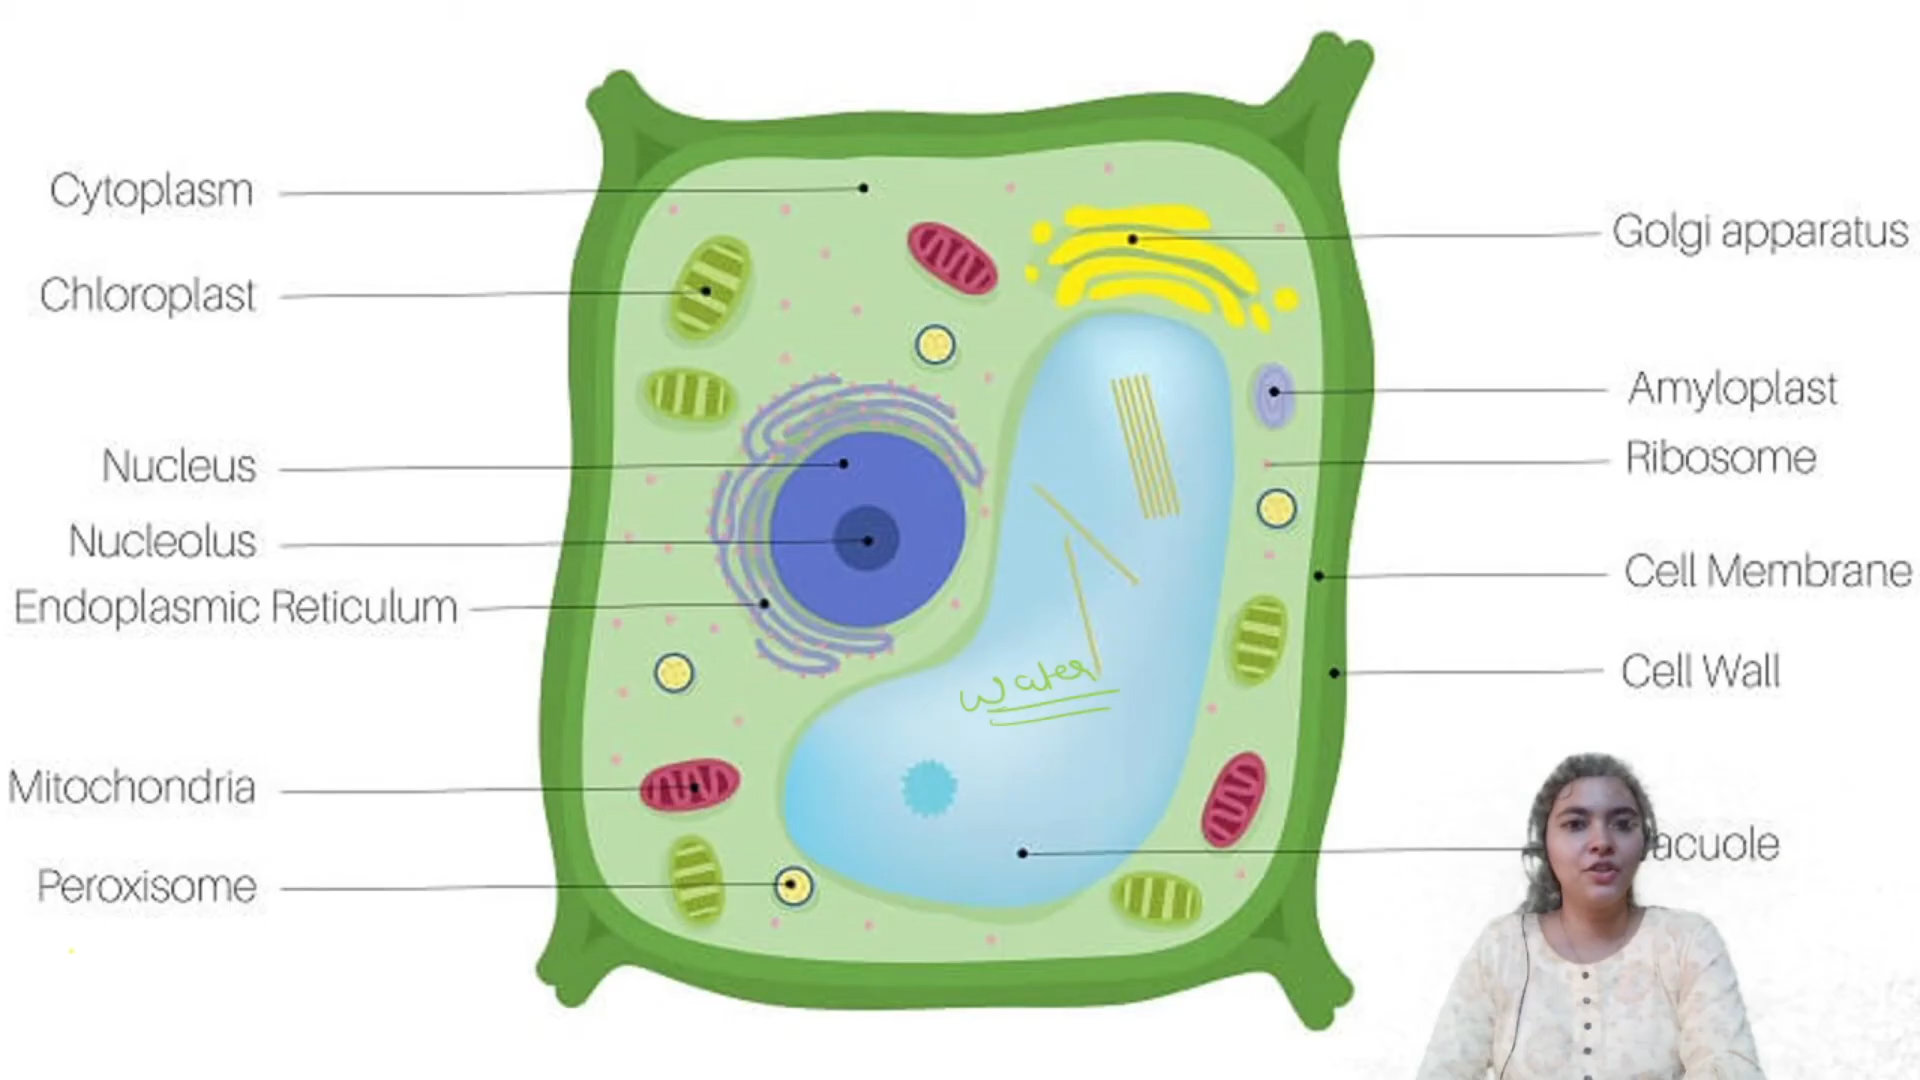 Cytoplasm
Chloroplast
Nucleus
Nucleolus
Endoplasmic Reticulum
Mitochondria
Peroxisome
Golgi apparatus
Amyloplast
Ribosome
Cell Membrane
Cell Wall
acuole
water